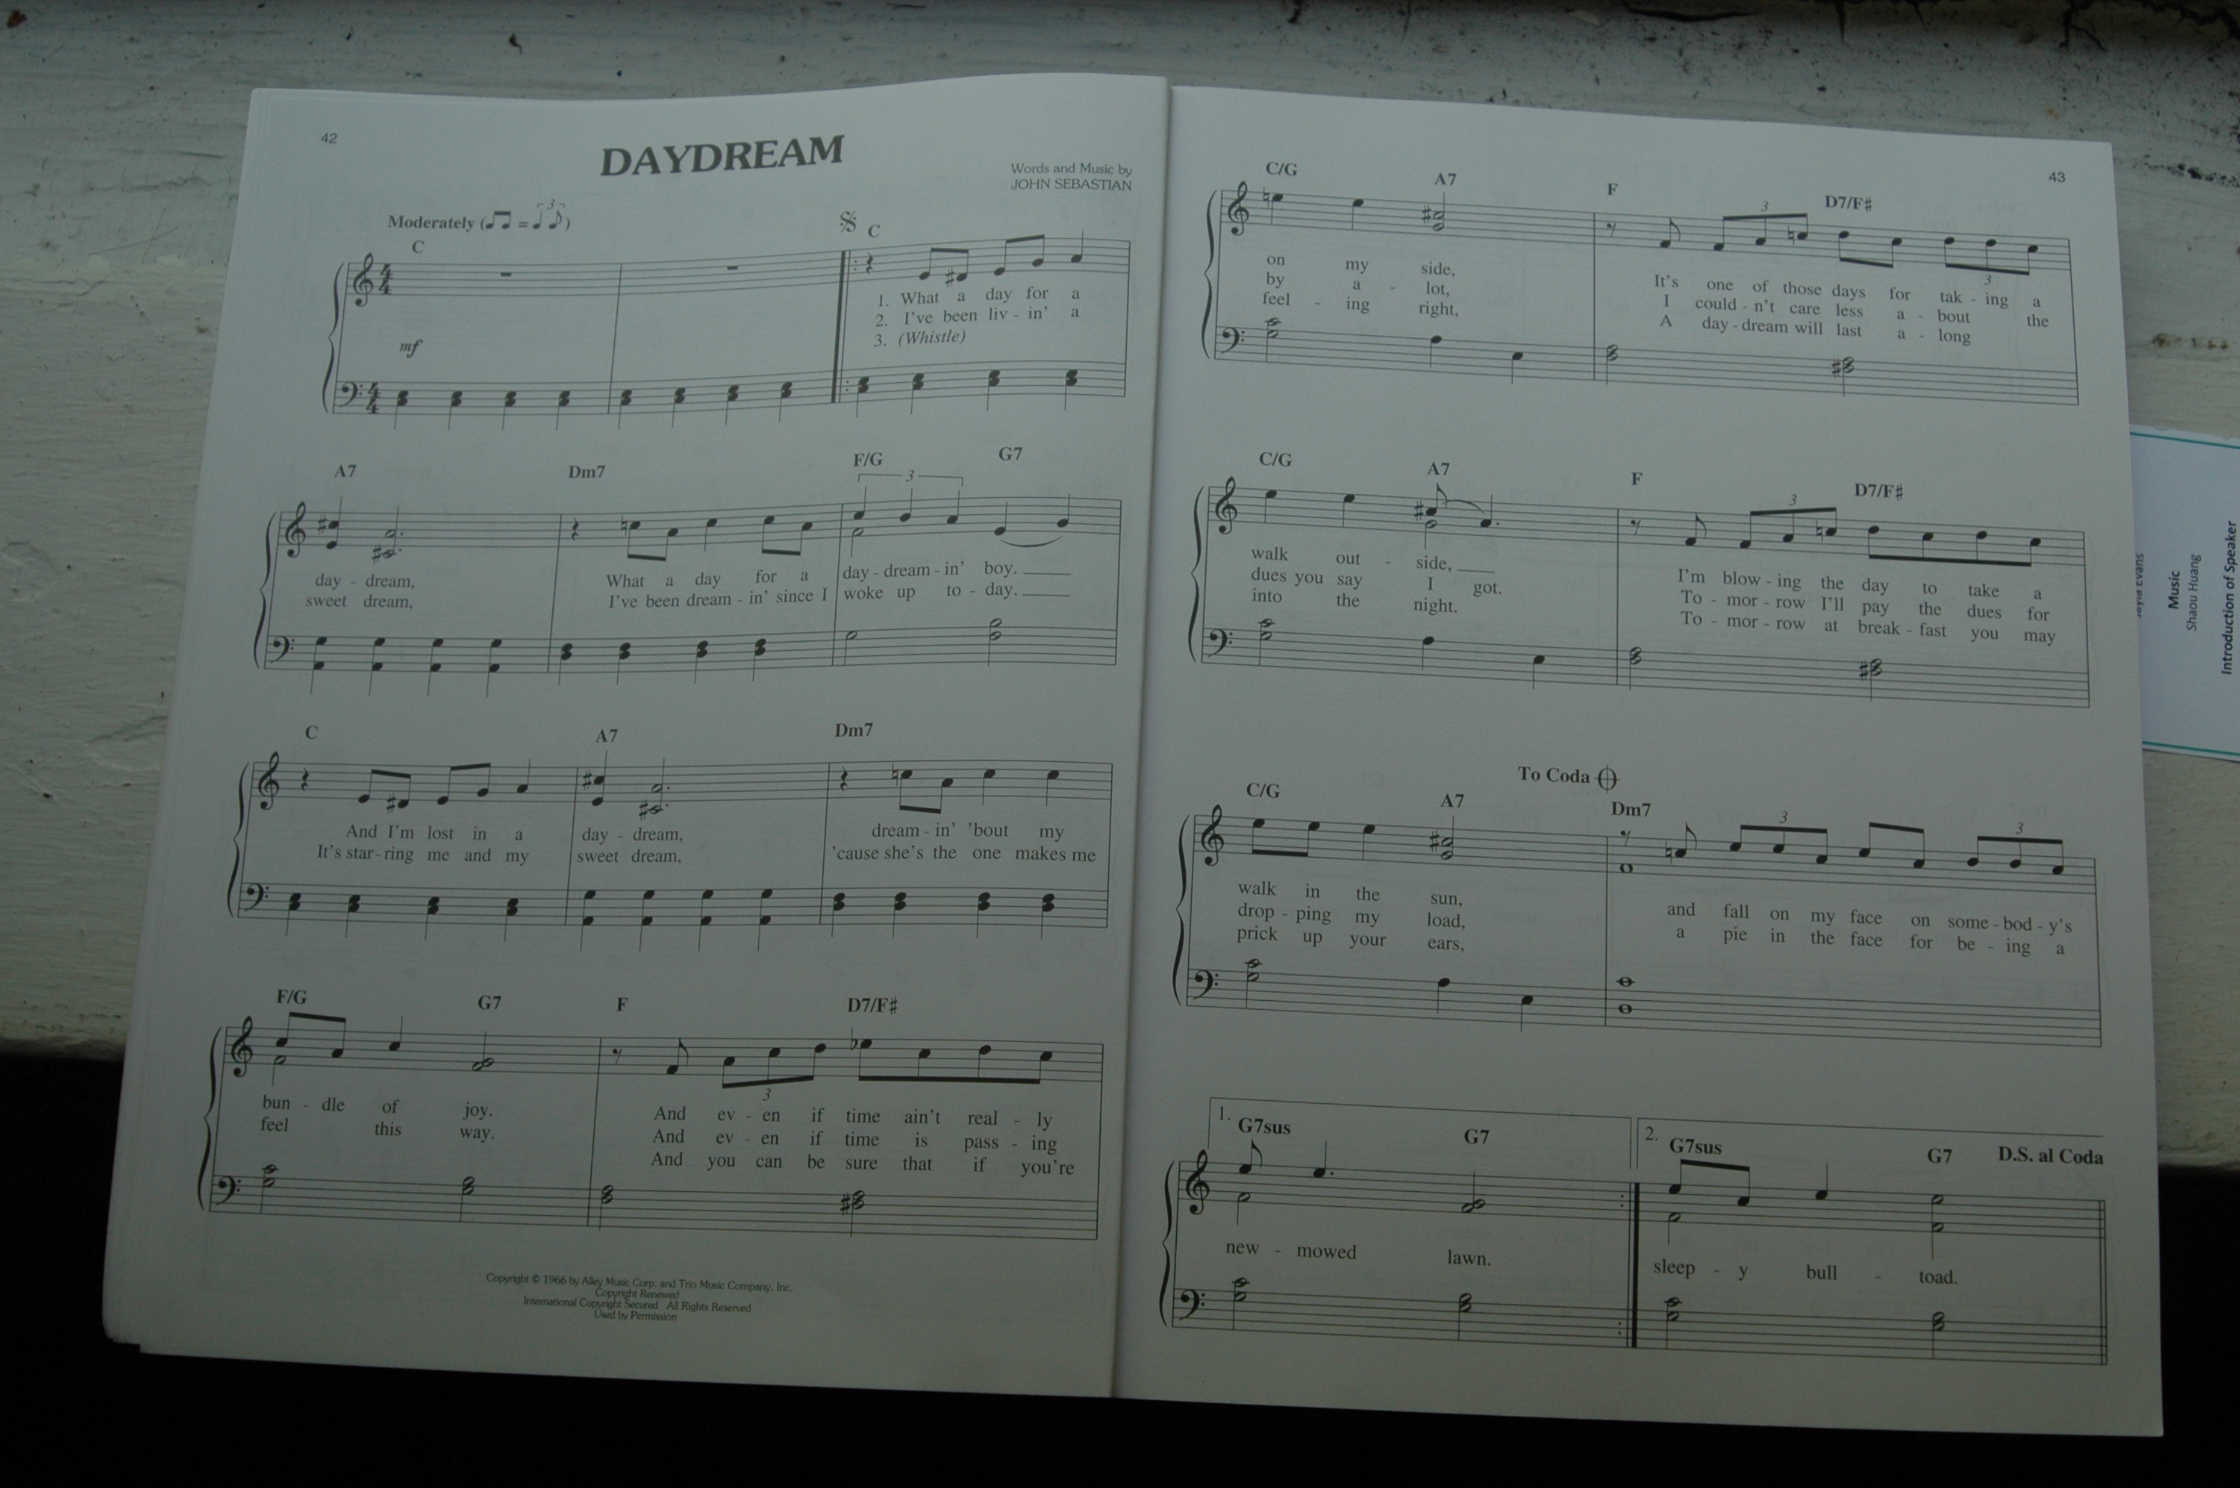 42
DAYDREAM
Words and Music by
JOHN SEBASTIAN
Moderately ( = 3 )
C
C
mf
1. What a day for a
2. I've been liv - in' a
3. (Whistle)
A7 Dm7 F/G G7
3
day - dream, What a day for a day - dream - in' boy.
sweet dream, I've been dream - in' since I woke up to - day.
C A7 Dm7
And I'm lost in a day - dream, dream - in' 'bout my
It's star - ring me and my sweet dream, 'cause she's the one makes me
F/G G7 F D7/F♯
3
bun - dle of joy. And ev - en if time ain't real - ly
feel this way. And ev - en if time is pass - ing
And you can be sure that if you're
Copyright © 1966 by Alley Music Corp. and Trio Music Company, Inc.
Copyright Renewed
International Copyright Secured All Rights Reserved
Used by Permission
43
C/G A7 F D7/F♯
3
3
on my side, It's one of those days for tak - ing a
by a - lot, I could - n't care less a - bout the
feel - ing right, A day - dream will last a - long
C/G A7 F D7/F♯
3
walk out - side, I'm blow - ing the day to take a
dues you say I got. To - mor - row I'll pay the dues for
into the night. To - mor - row at break - fast you may
To Coda
C/G A7 Dm7
3 3
walk in the sun, and fall on my face on some - bod - y's
drop - ping my load, a pie in the face for be - ing a
prick up your ears,
1. G7sus G7 2. G7sus G7 D.S. al Coda
new - mowed lawn. sleep - y bull - toad.
Evans
Music
Shaou Huang
Introduction of Speaker